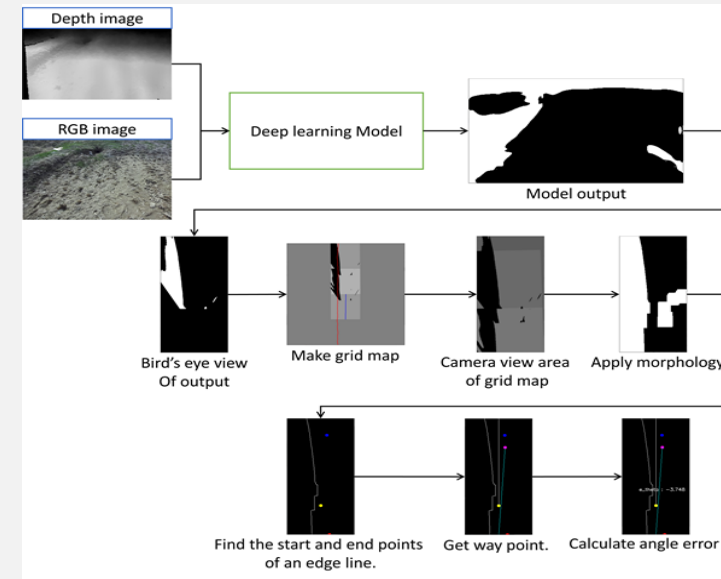 Depth image
RGB image
Deep learning Model
Model output
Bird's eye view
Of output
Make grid map
Camera view area
of grid map
Apply morphology
Find the start and end points
of an edge line.
Get way point.
Calculate angle error